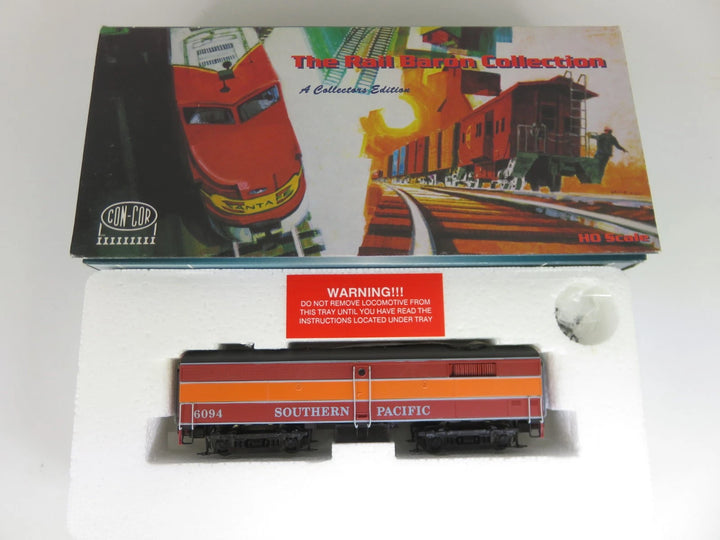 The Rail Baron Collection
A Collectors Edition
SANTA
CON-COR
HO Scale
WARNING!!!
DO NOT REMOVE LOCOMOTIVE FROM
THIS TRAY UNTIL YOU HAVE READ THE
INSTRUCTIONS LOCATED UNDER TRAY
6094 SOUTHERN PACIFIC